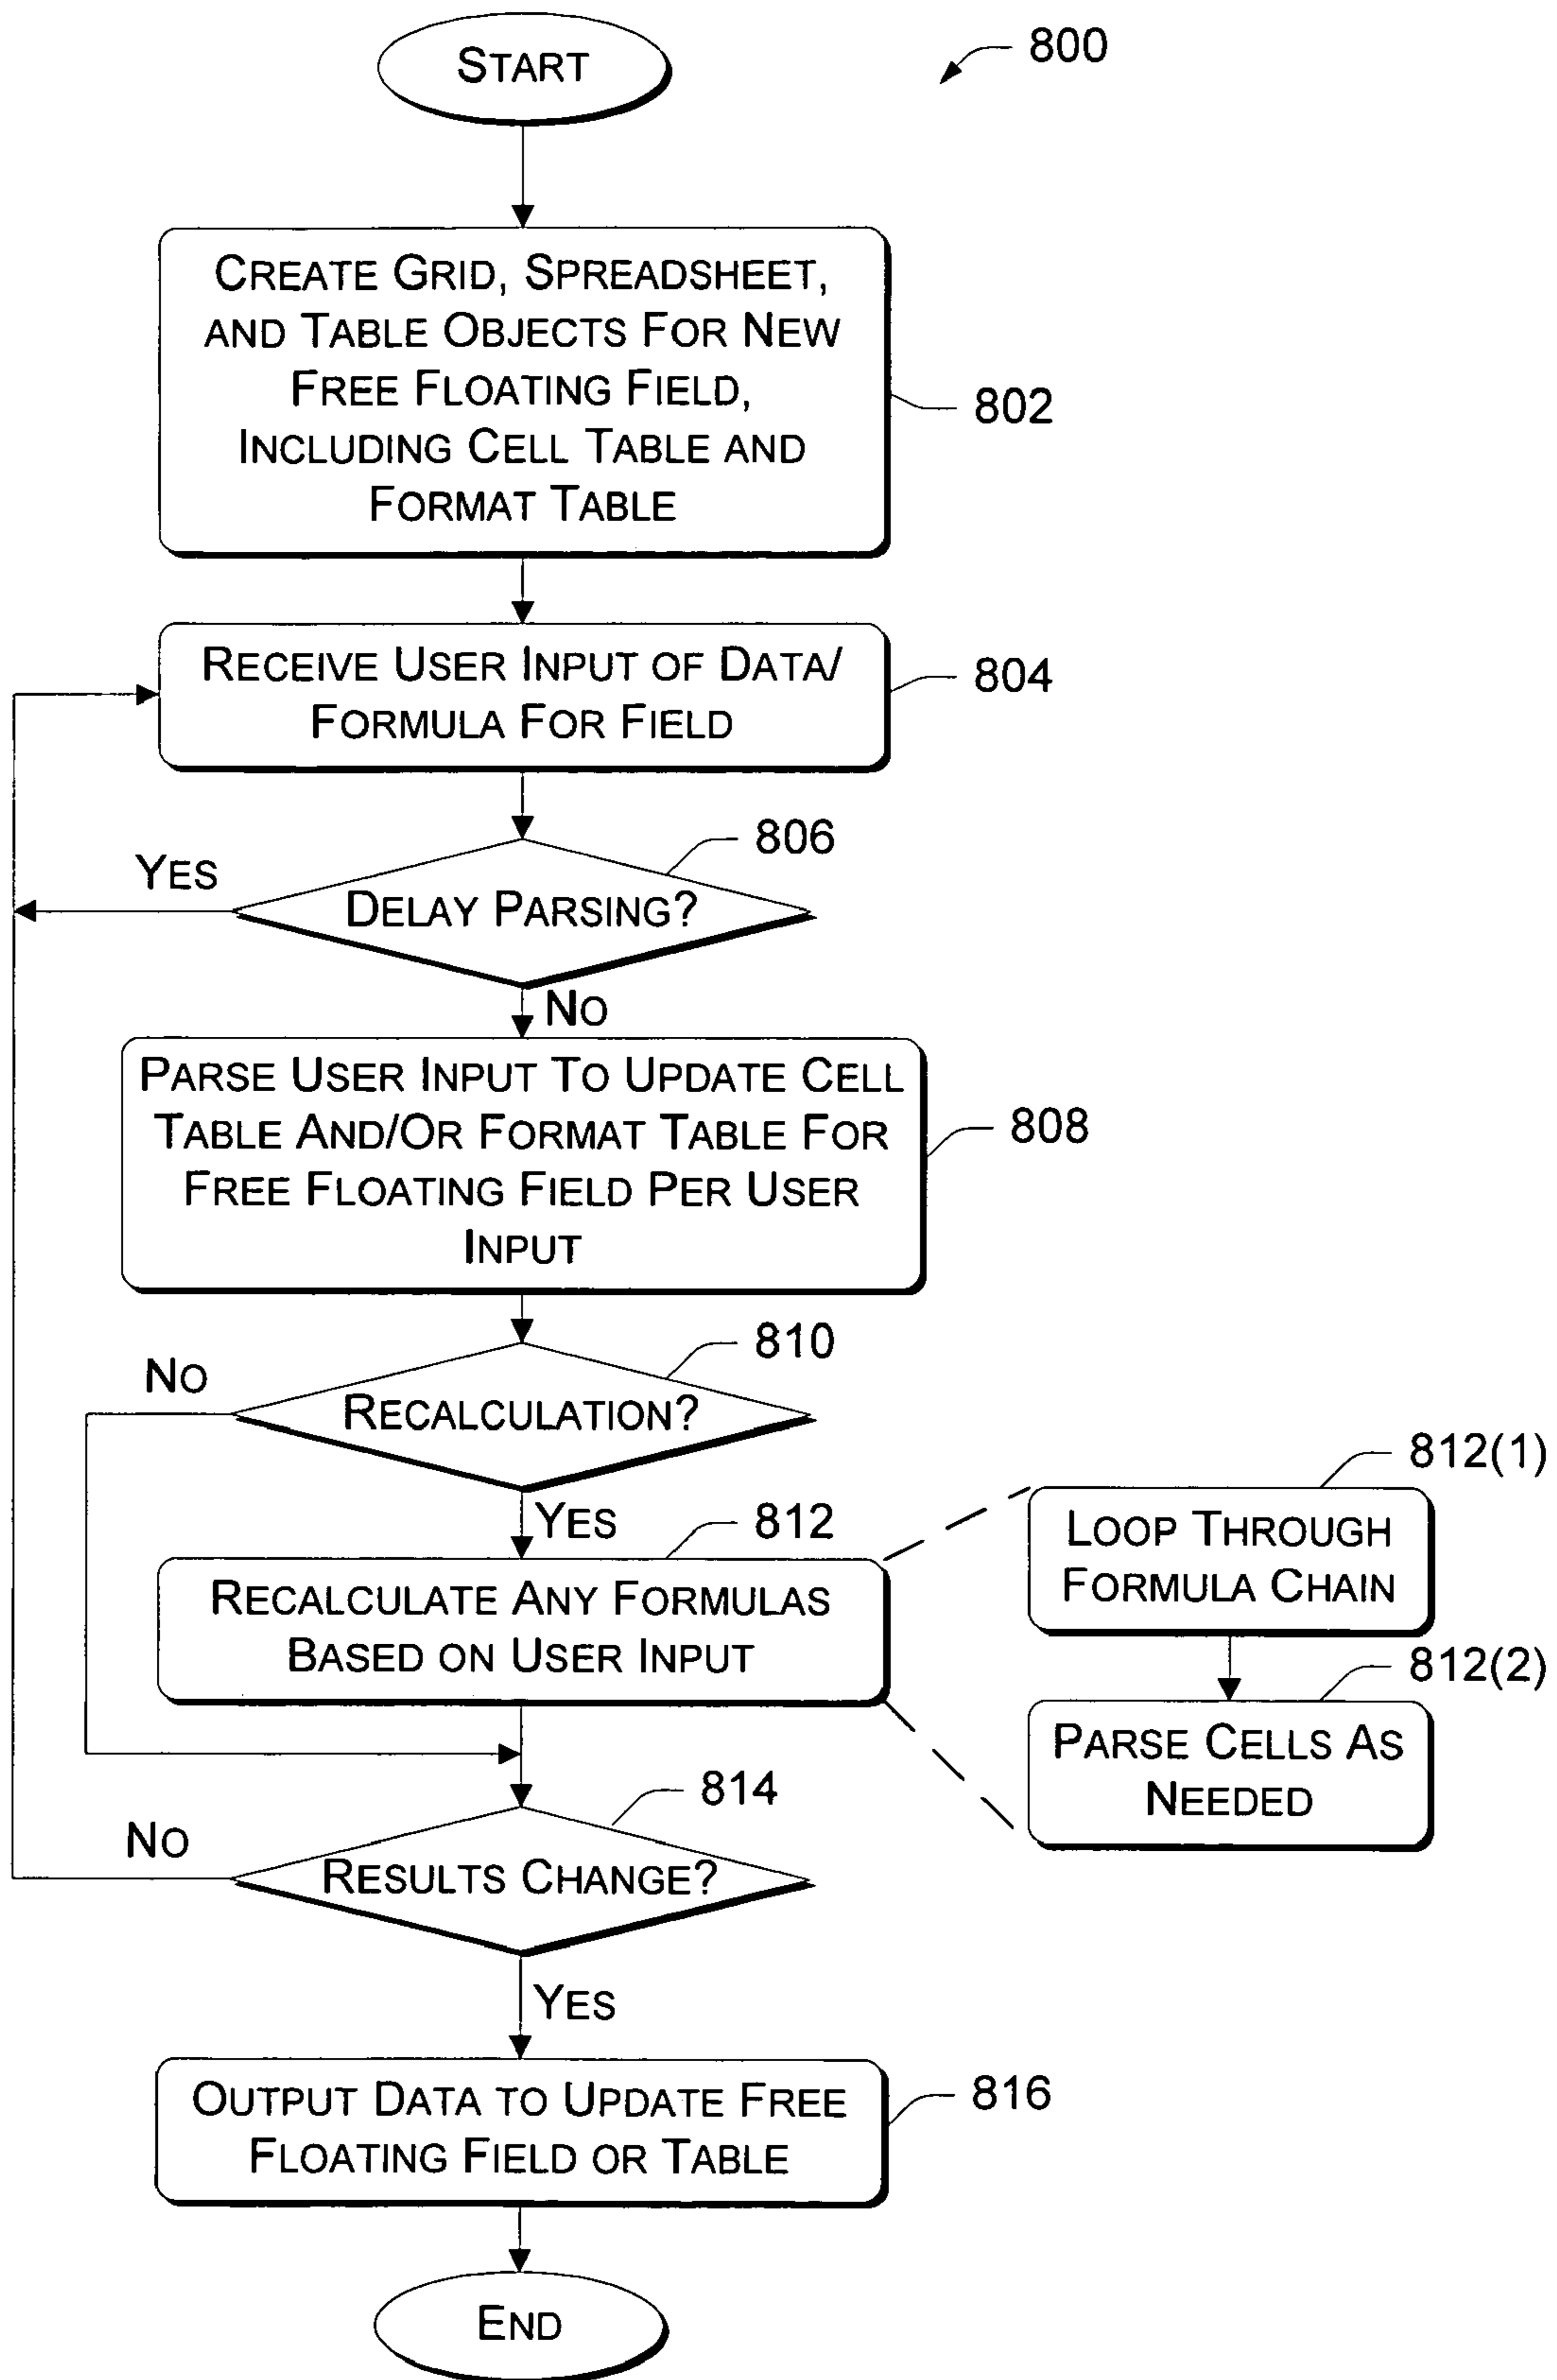 START
800
CREATE GRID, SPREADSHEET,
AND TABLE OBJECTS FOR NEW
FREE FLOATING FIELD,
INCLUDING CELL TABLE AND
FORMAT TABLE
802
RECEIVE USER INPUT OF DATA/
FORMULA FOR FIELD
804
806
YES
DELAY PARSING?
NO
PARSE USER INPUT TO UPDATE CELL
TABLE AND/OR FORMAT TABLE FOR
FREE FLOATING FIELD PER USER
INPUT
808
810
NO
RECALCULATION?
YES
812
RECALCULATE ANY FORMULAS
BASED ON USER INPUT
812(1)
LOOP THROUGH
FORMULA CHAIN
812(2)
PARSE CELLS AS
NEEDED
814
NO
RESULTS CHANGE?
YES
OUTPUT DATA TO UPDATE FREE
FLOATING FIELD OR TABLE
816
END